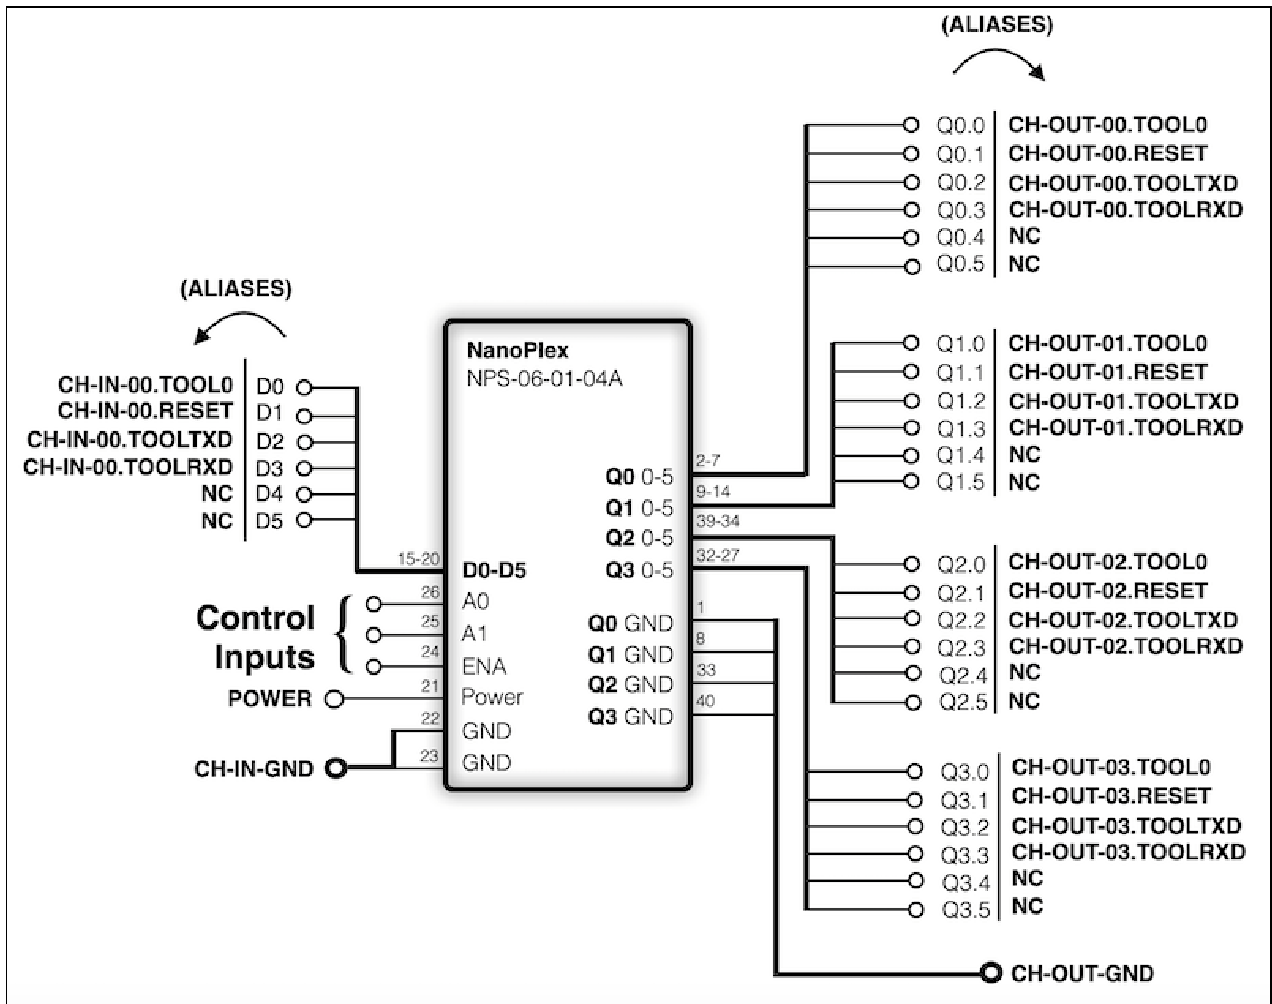 (ALIASES)
Q0.0 CH-OUT-00.TOOL0
Q0.1 CH-OUT-00.RESET
Q0.2 CH-OUT-00.TOOLTXD
Q0.3 CH-OUT-00.TOOLRXD
Q0.4 NC
Q0.5 NC
(ALIASES)
CH-IN-00.TOOL0 D0
CH-IN-00.RESET D1
CH-IN-00.TOOLTXD D2
CH-IN-00.TOOLRXD D3
NC D4
NC D5
15-20
Control
Inputs
26
25
24
POWER
21
22
CH-IN-GND
23
NanoPlex
NPS-06-01-04A
Q0 0-5
Q1 0-5
Q2 0-5
Q3 0-5
D0-D5
A0
A1
ENA
Power
GND
GND
Q0 GND
Q1 GND
Q2 GND
Q3 GND
2-7
9-14
39-34
32-27
1
8
33
40
Q1.0 CH-OUT-01.TOOL0
Q1.1 CH-OUT-01.RESET
Q1.2 CH-OUT-01.TOOLTXD
Q1.3 CH-OUT-01.TOOLRXD
Q1.4 NC
Q1.5 NC
Q2.0 CH-OUT-02.TOOL0
Q2.1 CH-OUT-02.RESET
Q2.2 CH-OUT-02.TOOLTXD
Q2.3 CH-OUT-02.TOOLRXD
Q2.4 NC
Q2.5 NC
Q3.0 CH-OUT-03.TOOL0
Q3.1 CH-OUT-03.RESET
Q3.2 CH-OUT-03.TOOLTXD
Q3.3 CH-OUT-03.TOOLRXD
Q3.4 NC
Q3.5 NC
CH-OUT-GND